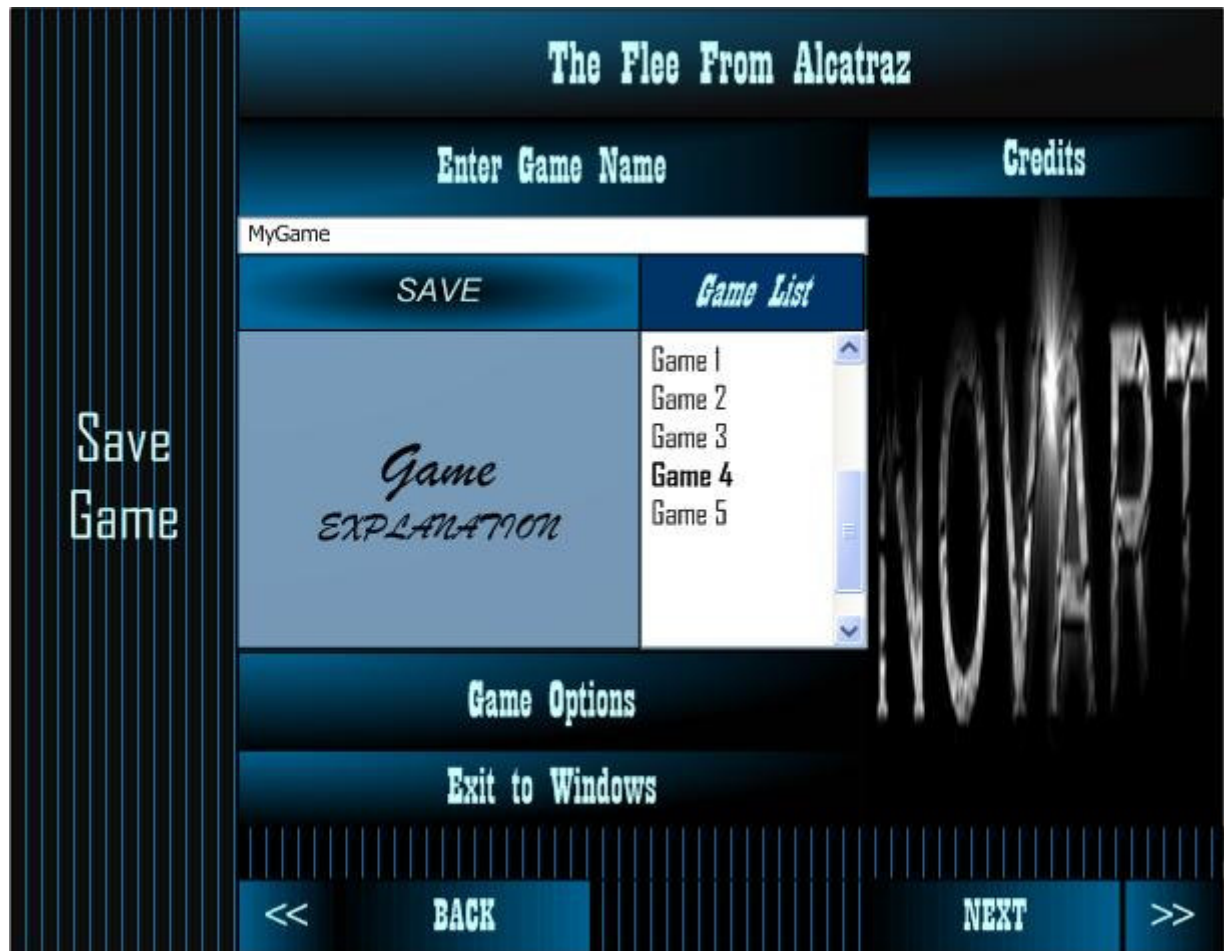 The Flee From Alcatraz
Enter Game Name
Credits
MyGame
SAVE
Game List
Game 1
Game 2
Game 3
Game 4
Game 5
Save
Game
Game
EXPLANATION
NOVART
Game Options
Exit to Windows
<< BACK
NEXT >>